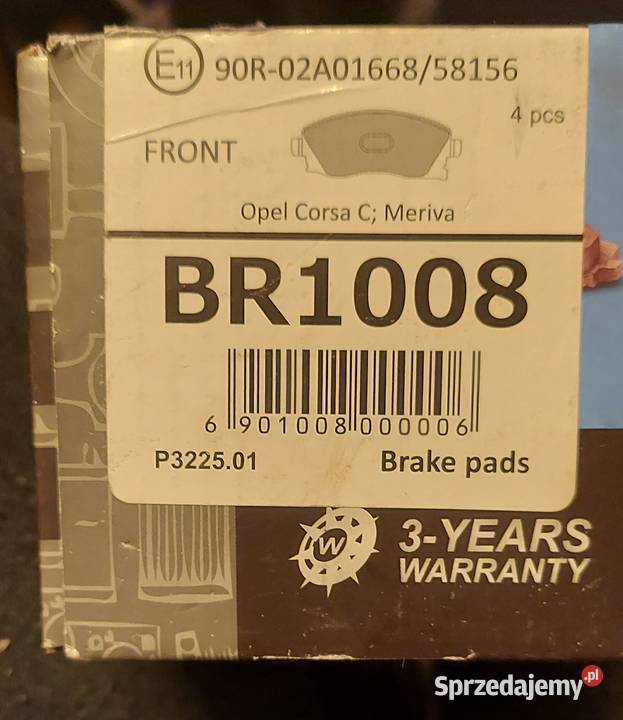 E11 90R-02A01668/58156
4 pcs
FRONT
Opel Corsa C; Meriva
BR1008
6 901008 000006
P3225.01 Brake pads
W
3-YEARS
WARRANTY
Sprzedajemy.pl